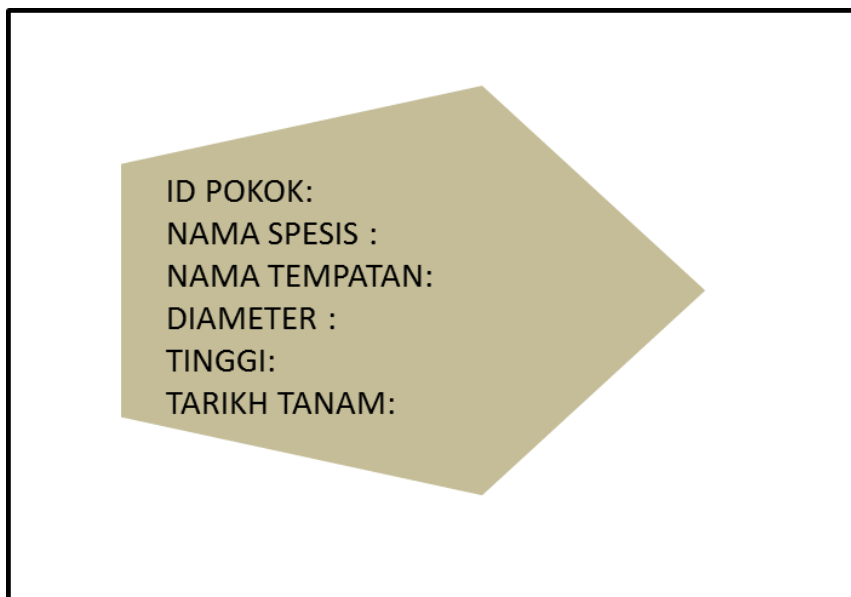 ID POKOK:
NAMA SPESIS :
NAMA TEMPATAN:
DIAMETER :
TINGGI:
TARIKH TANAM: